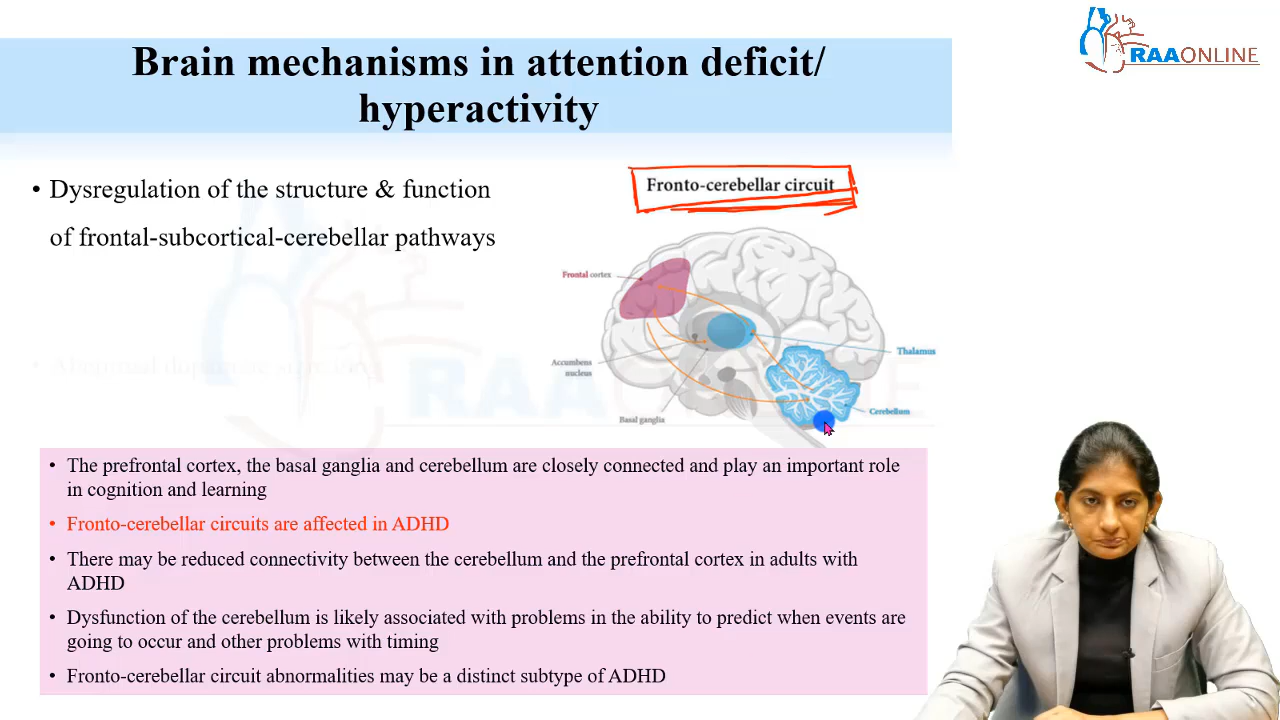 RAAONLINE
Brain mechanisms in attention deficit/
hyperactivity
• Dysregulation of the structure & function
of frontal-subcortical-cerebellar pathways
Fronto-cerebellar circuit
Frontal cortex
Accumbens
nucleus
Basal ganglia
Thalamus
Cerebellum
RAAONLINE
• The prefrontal cortex, the basal ganglia and cerebellum are closely connected and play an important role
in cognition and learning
• Fronto-cerebellar circuits are affected in ADHD
• There may be reduced connectivity between the cerebellum and the prefrontal cortex in adults with
ADHD
• Dysfunction of the cerebellum is likely associated with problems in the ability to predict when events are
going to occur and other problems with timing
• Fronto-cerebellar circuit abnormalities may be a distinct subtype of ADHD